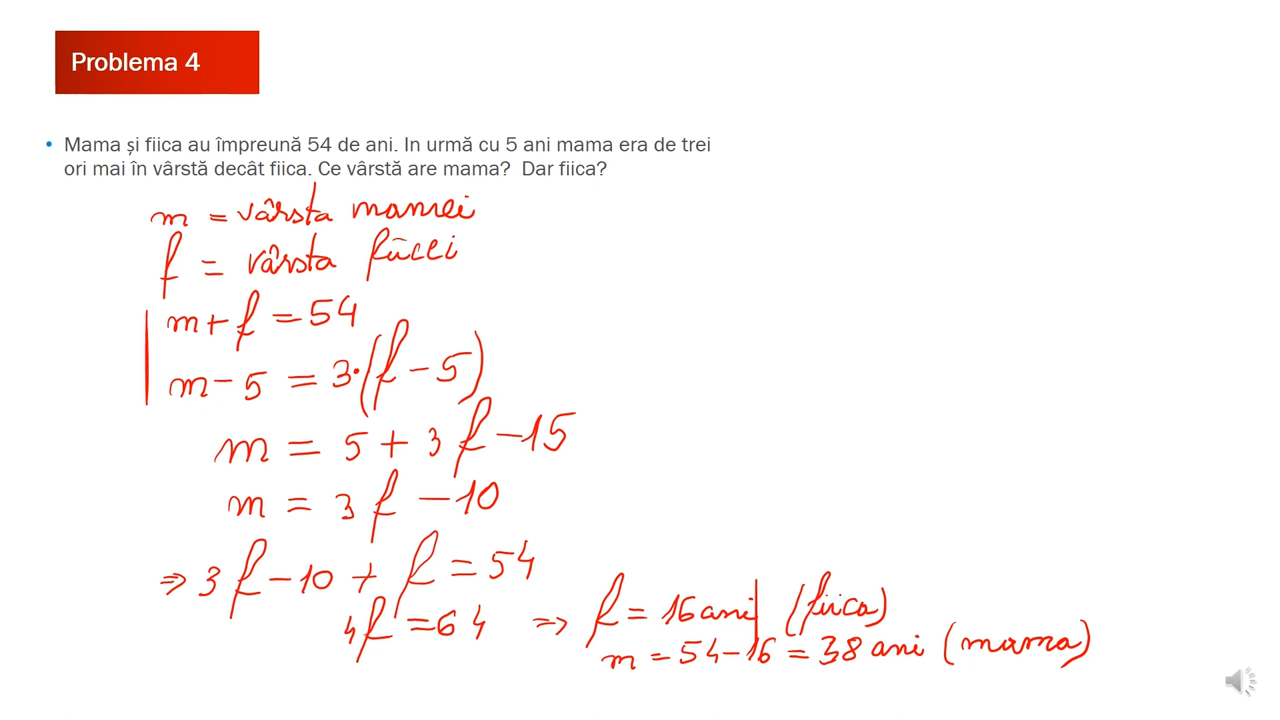 Problema 4
• Mama și fiica au împreună 54 de ani. In urmă cu 5 ani mama era de trei
ori mai în vârstă decât fiica. Ce vârstă are mama? Dar fiica?
m = vârsta mamei
f = vârsta fiicei
m+f = 54
m - 5 = 3·(f - 5)
m = 5 + 3f - 15
m = 3f - 10
⇒ 3f - 10 + f = 54
4f = 64 ⇒ f = 16 ani (fiica)
m = 54 - 16 = 38 ani (mama)